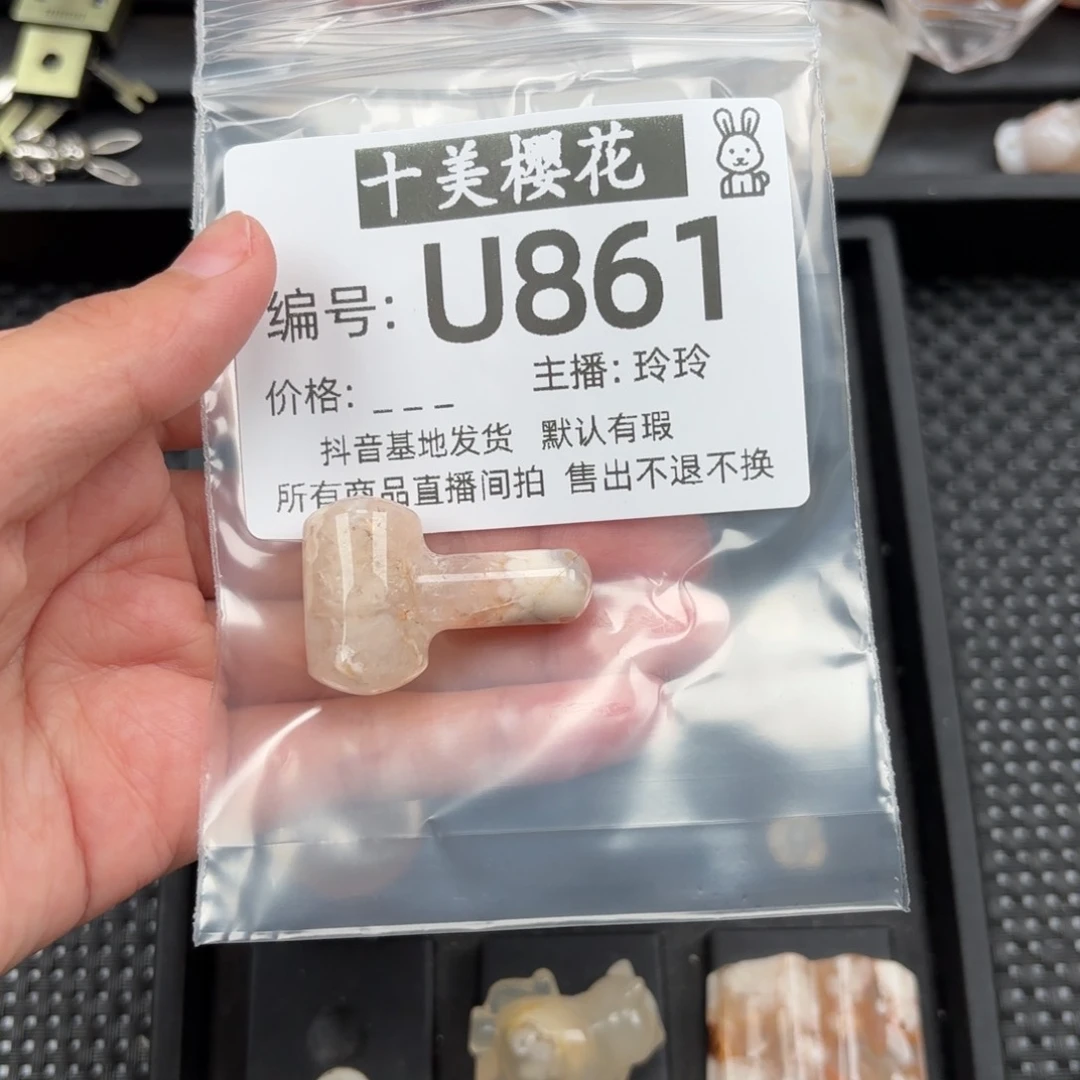 十美樱花
编号: U861
价格: _ _ _ 主播: 玲玲
抖音基地发货 默认有瑕
所有商品直播间拍 售出不退不换